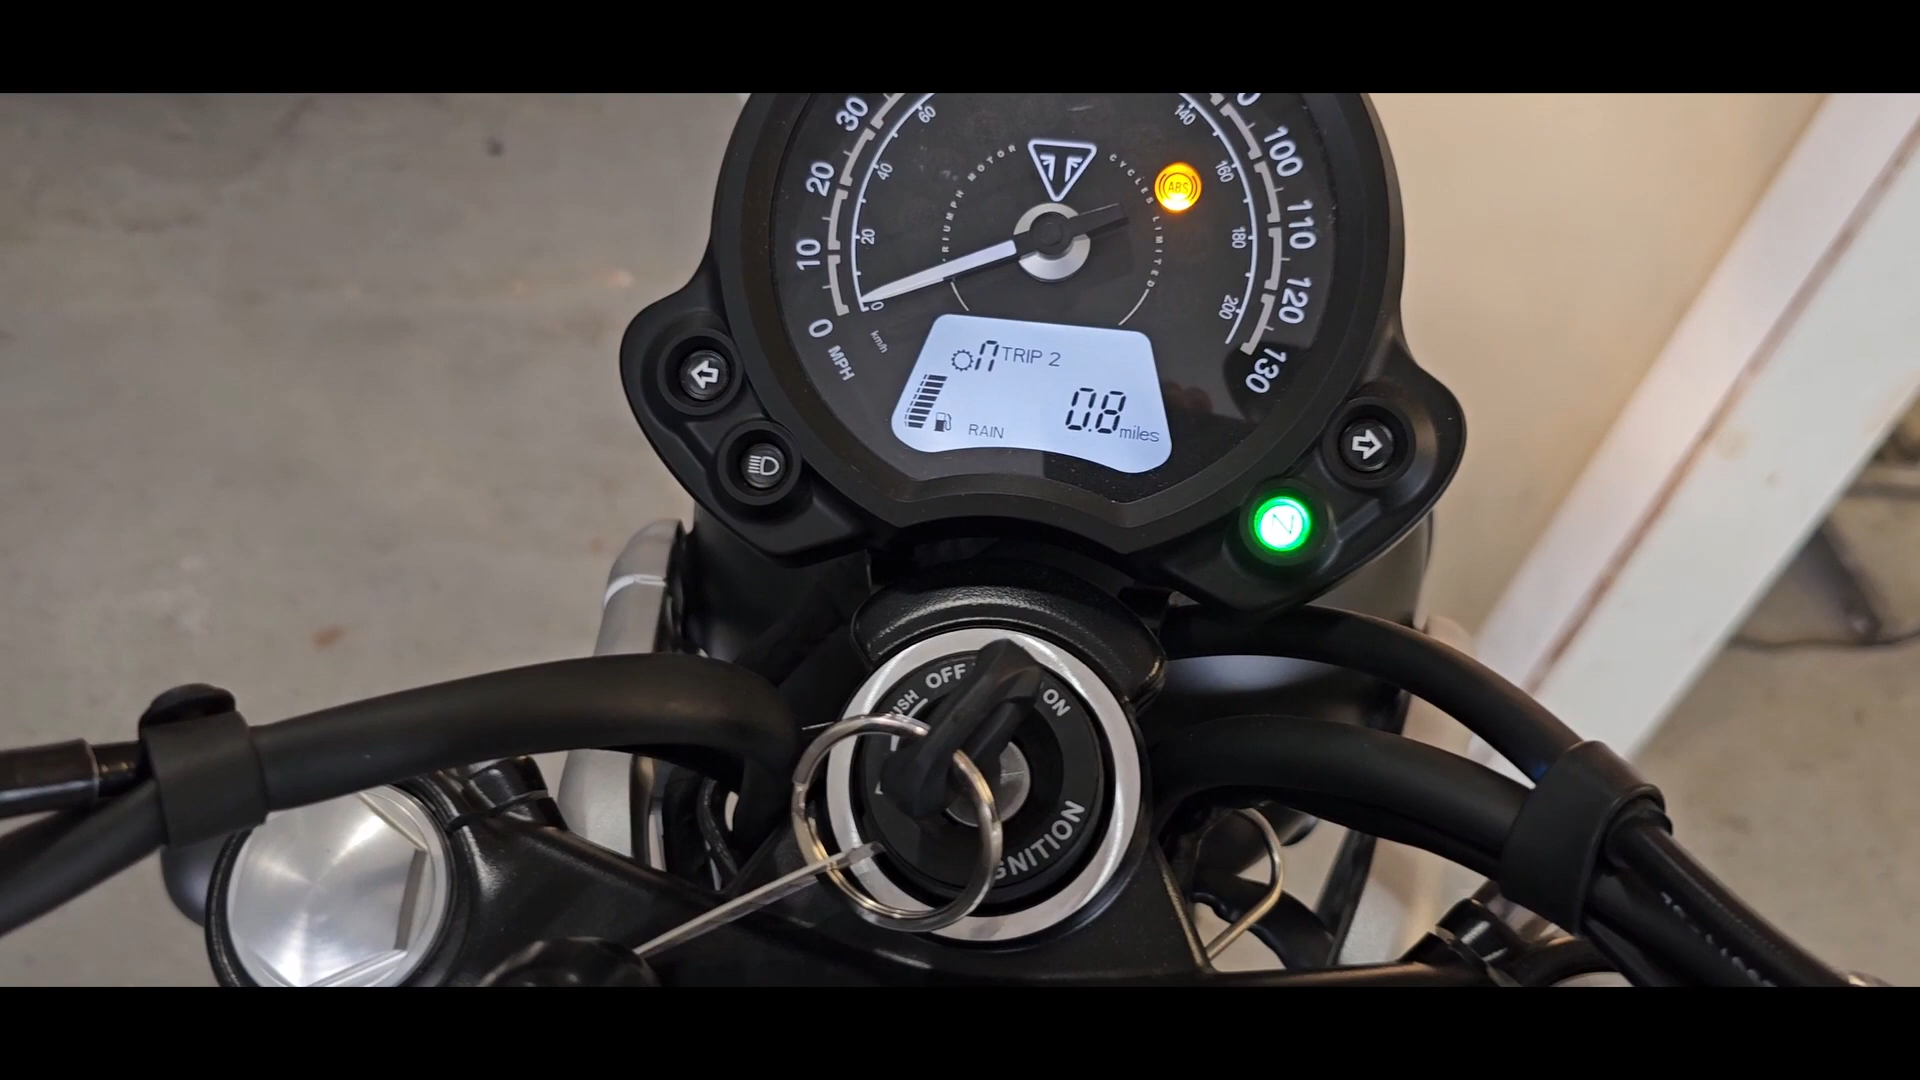 30
20
10
0
MPH
60
40
20
0
km/h
TRIUMPH MOTOR CYCLES LIMITED
ABS
140
160
180
200
100
110
120
130
n TRIP 2
0.8 miles
RAIN
N
OFF
ON
IGNITION